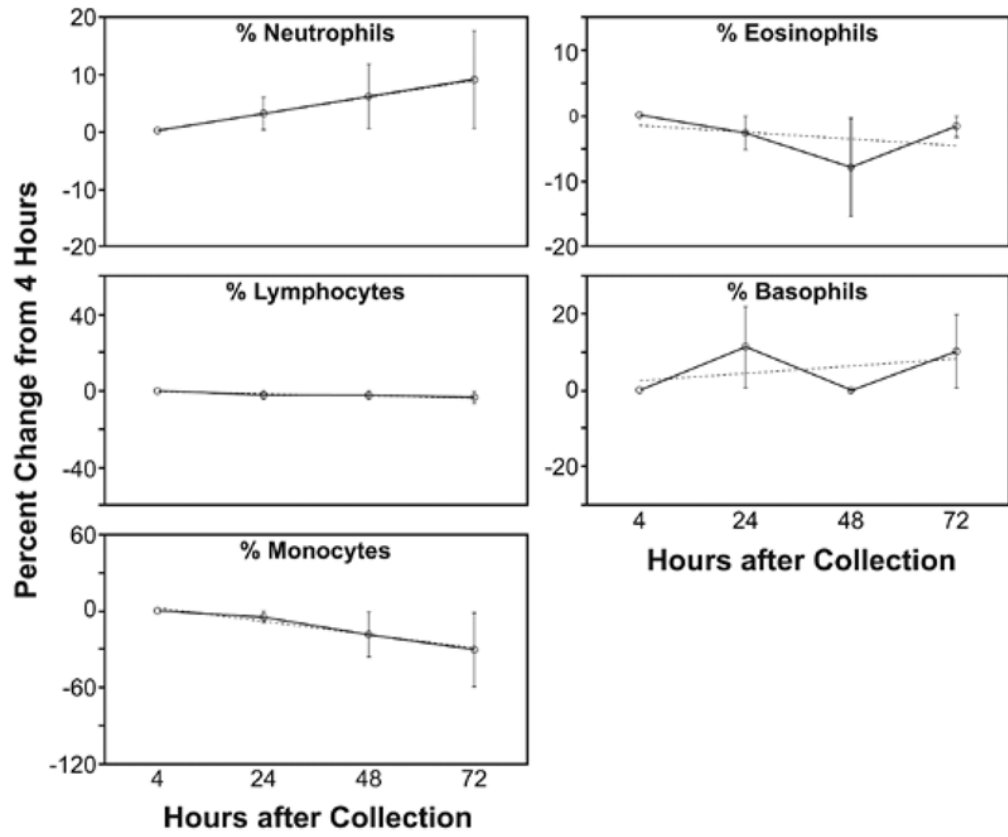 Percent Change from 4 Hours
% Neutrophils
20
10
0
-10
-20
% Eosinophils
15
10
0
-10
-20
% Lymphocytes
40
0
-40
% Basophils
20
0
-20
4 24 48 72
Hours after Collection
% Monocytes
60
0
-60
-120
4 24 48 72
Hours after Collection